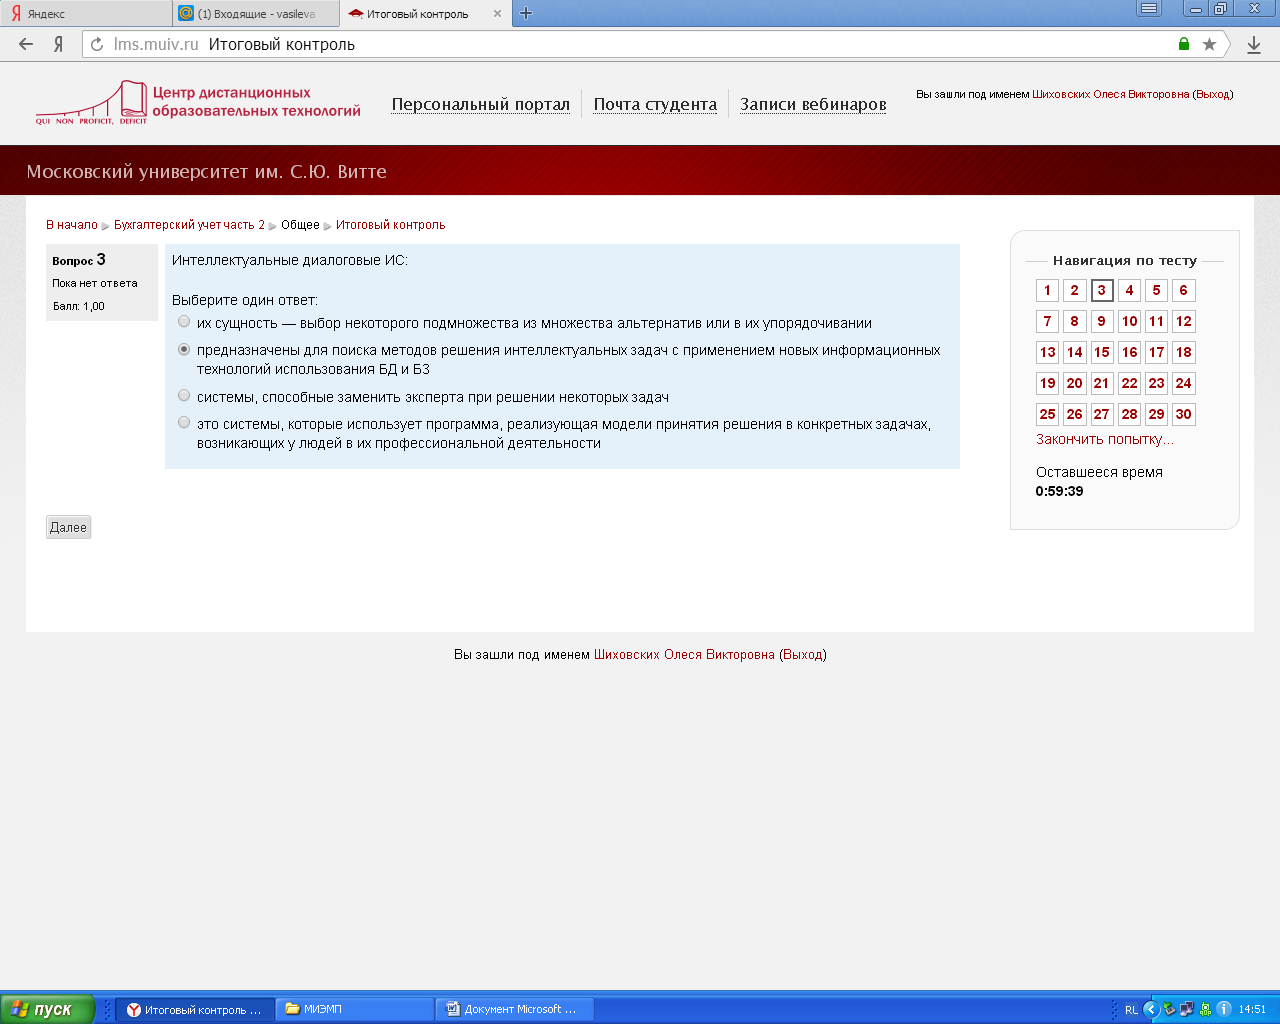 Яндекс
(1) Входящие - vasileva
Итоговый контроль
lms.muiv.ru Итоговый контроль
Центр дистанционных
образовательных технологий
QUI NON PROFICIT, DEFICIT
Персональный портал
Почта студента
Записи вебинаров
Вы зашли под именем Шиховских Олеся Викторовна (Выход)
Московский университет им. С.Ю. Витте
В начало Бухгалтерский учет часть 2 Общее Итоговый контроль
Вопрос 3
Пока нет ответа
Балл: 1,00
Интеллектуальные диалоговые ИС:
Выберите один ответ:
их сущность — выбор некоторого подмножества из множества альтернатив или в их упорядочивании
предназначены для поиска методов решения интеллектуальных задач с применением новых информационных
технологий использования БД и БЗ
системы, способные заменить эксперта при решении некоторых задач
это системы, которые использует программа, реализующая модели принятия решения в конкретных задачах,
возникающих у людей в их профессиональной деятельности
Далее
Навигация по тесту
1 2 3 4 5 6
7 8 9 10 11 12
13 14 15 16 17 18
19 20 21 22 23 24
25 26 27 28 29 30
Закончить попытку...
Оставшееся время
0:59:39
Вы зашли под именем Шиховских Олеся Викторовна (Выход)
пуск
Итоговый контроль ...
МИЭМП
Документ Microsoft ...
RL
14:51